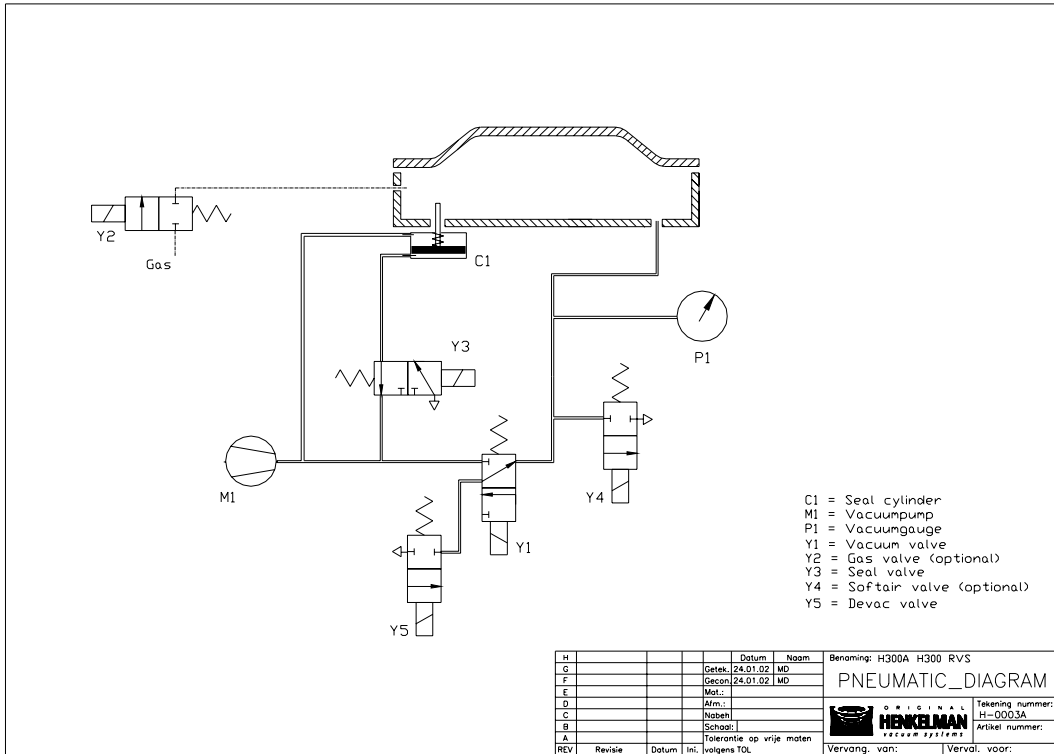 Y2
Gas
C1
P1
Y3
M1
Y4
Y1
Y5
C1 = Seal cylinder
M1 = Vacuumpump
P1 = Vacuumgauge
Y1 = Vacuum valve
Y2 = Gas valve (optional)
Y3 = Seal valve
Y4 = Softair valve (optional)
Y5 = Devac valve
H Datum Naam
G Getek. 24.01.02 MD
F Gecon. 24.01.02 MD
E Mat.:
D Afm.:
C Nabeh
B Schaal:
A Tolerantie op vrije maten
REV Revisie Datum Ini. volgens TOL
Benaming: H300A H300 RVS
PNEUMATIC_DIAGRAM
ORIGINAL
HENKELMAN
vacuum systems
Tekening nummer:
H-0003A
Artikel nummer:
Vervang. van: Verval. voor: